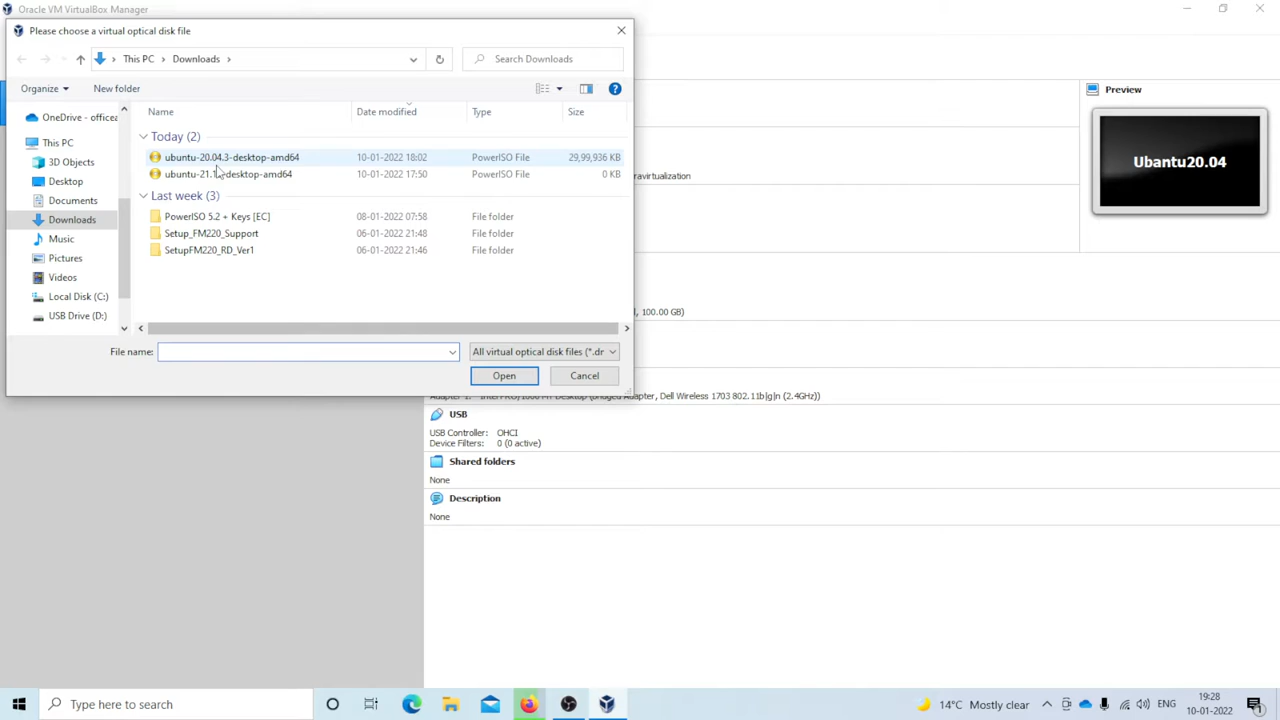 Oracle VM VirtualBox Manager
Please choose a virtual optical disk file
This PC > Downloads >
Search Downloads
Organize
New folder
Name Date modified Type Size
OneDrive - officea
This PC
3D Objects
Desktop
Documents
Downloads
Music
Pictures
Videos
Local Disk (C:)
USB Drive (D:)
Today (2)
ubuntu-20.04.3-desktop-amd64 10-01-2022 18:02 PowerISO File 29,99,936 KB
10-01-2022 17:50 PowerISO File 0 KB
Last week (3)
PowerISO 5.2 + Keys [EC] 08-01-2022 07:58 File folder
Setup_FM220_Support 06-01-2022 21:48 File folder
SetupFM220_RD_Ver1 06-01-2022 21:46 File folder
File name:
All virtual optical disk files (*.dr
Open
Cancel
Preview
Ubantu20.04
ravirtualization
l, 100.00 GB)
Desktop (Bridged Adapter, Dell Wireless 1703 802.11b|g|n (2.4GHz))
USB
USB Controller: OHCI
Device Filters: 0 (0 active)
Shared folders
None
Description
None
Type here to search
14°C Mostly clear
ENG
19:28
10-01-2022
1